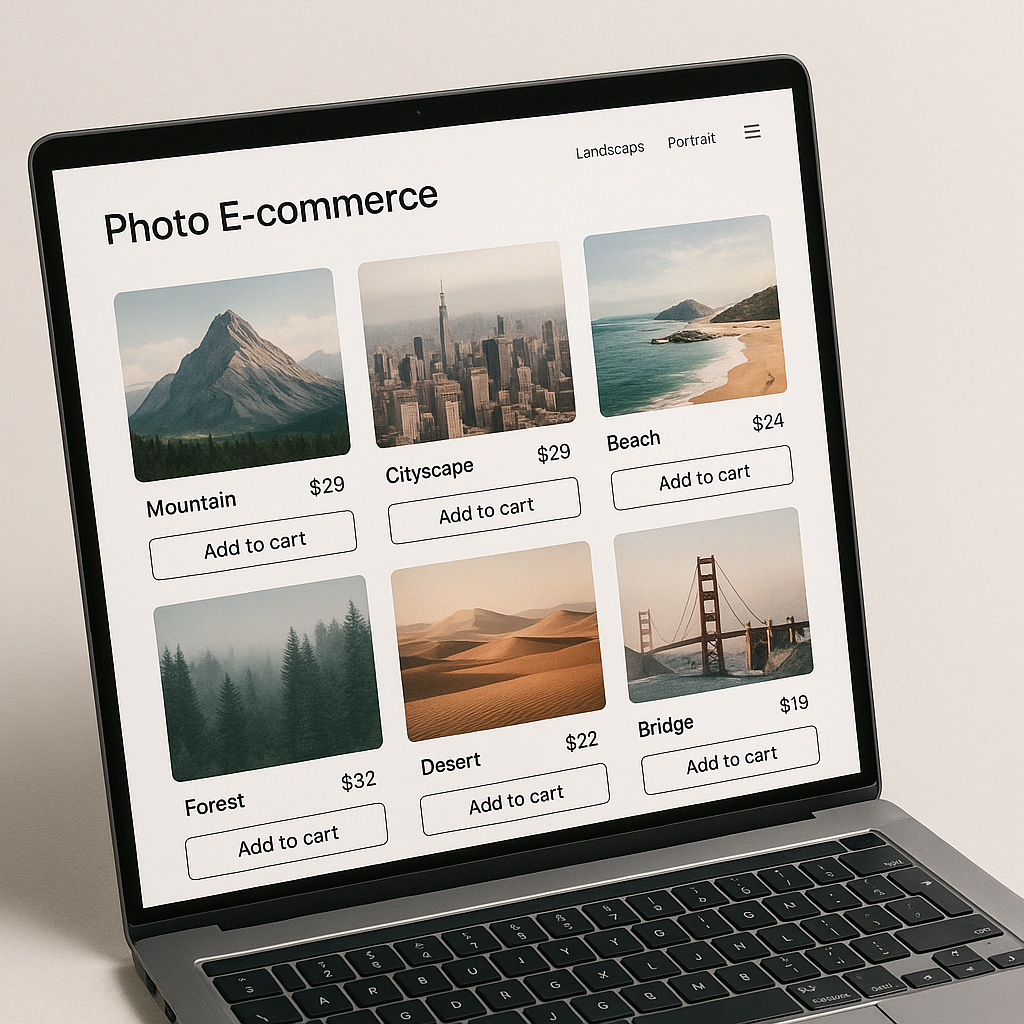 Landscaps Portrait
Photo E-commerce
Mountain $29
Add to cart
Cityscape $29
Add to cart
Beach $24
Add to cart
Forest $32
Add to cart
Desert $22
Add to cart
Bridge $19
Add to cart